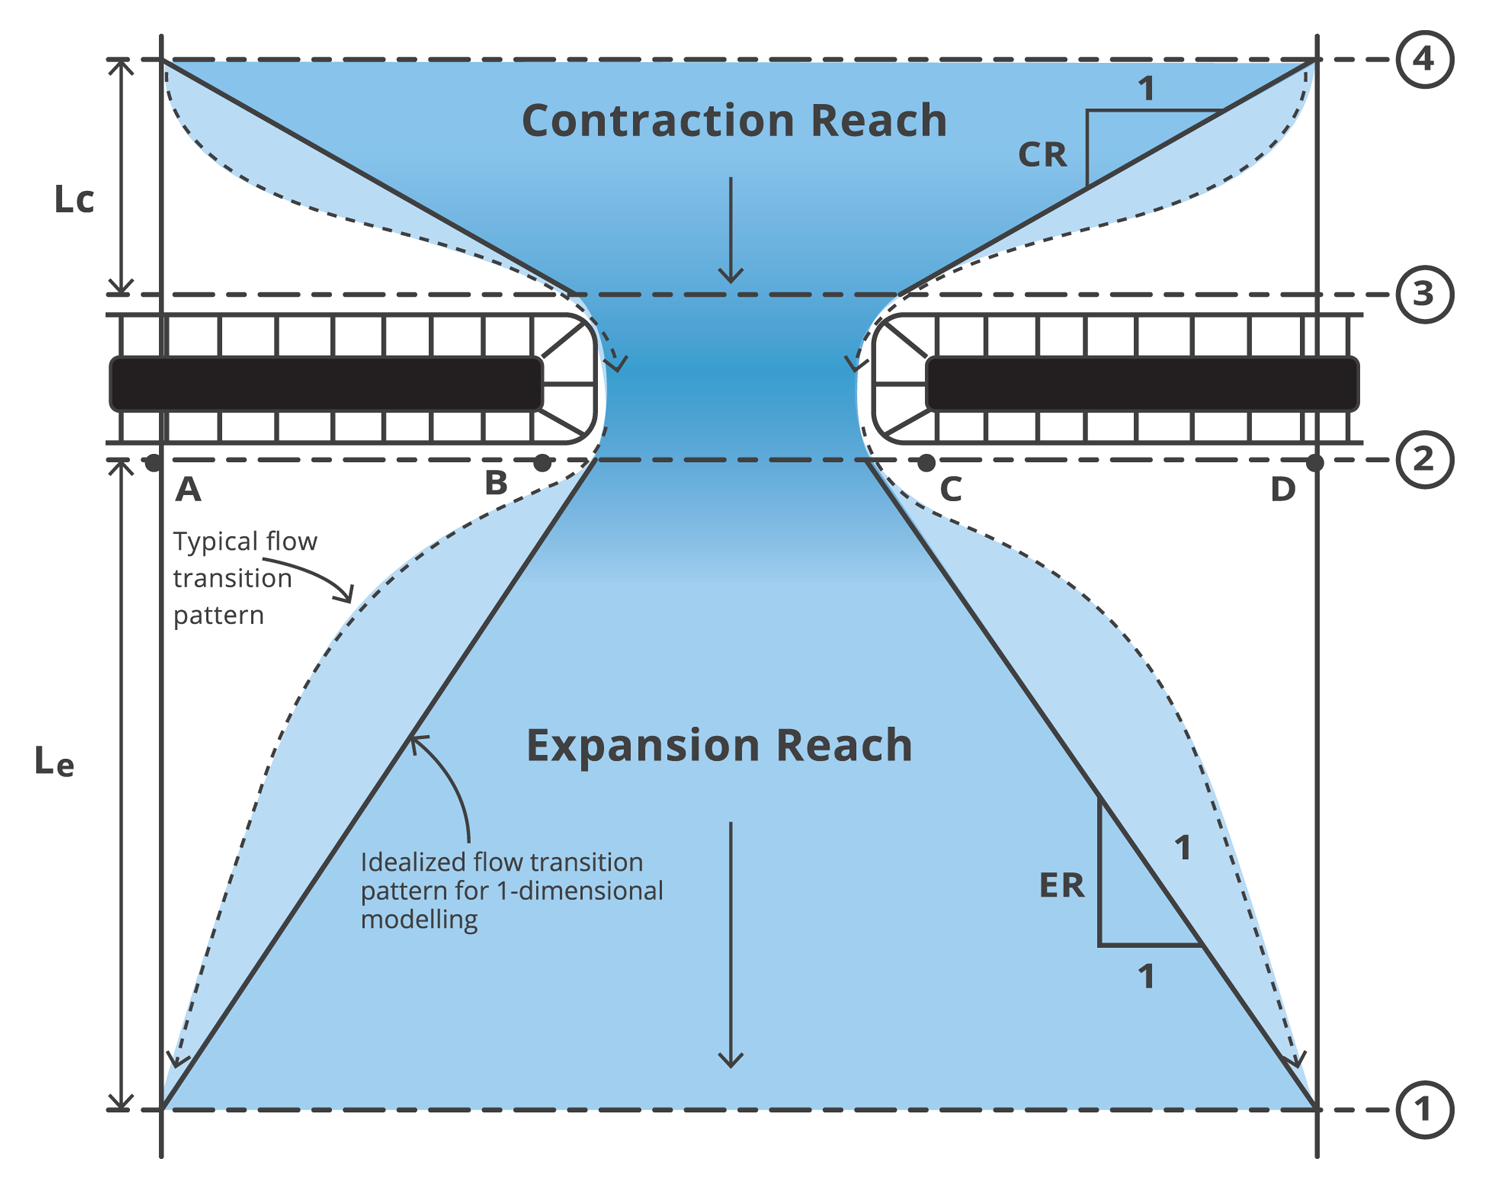 4
1
Contraction Reach
CR
Lc
3
2
A
B
C
D
Typical flow
transition
pattern
Expansion Reach
Le
1
Idealized flow transition
pattern for 1-dimensional
modelling
ER
1
1